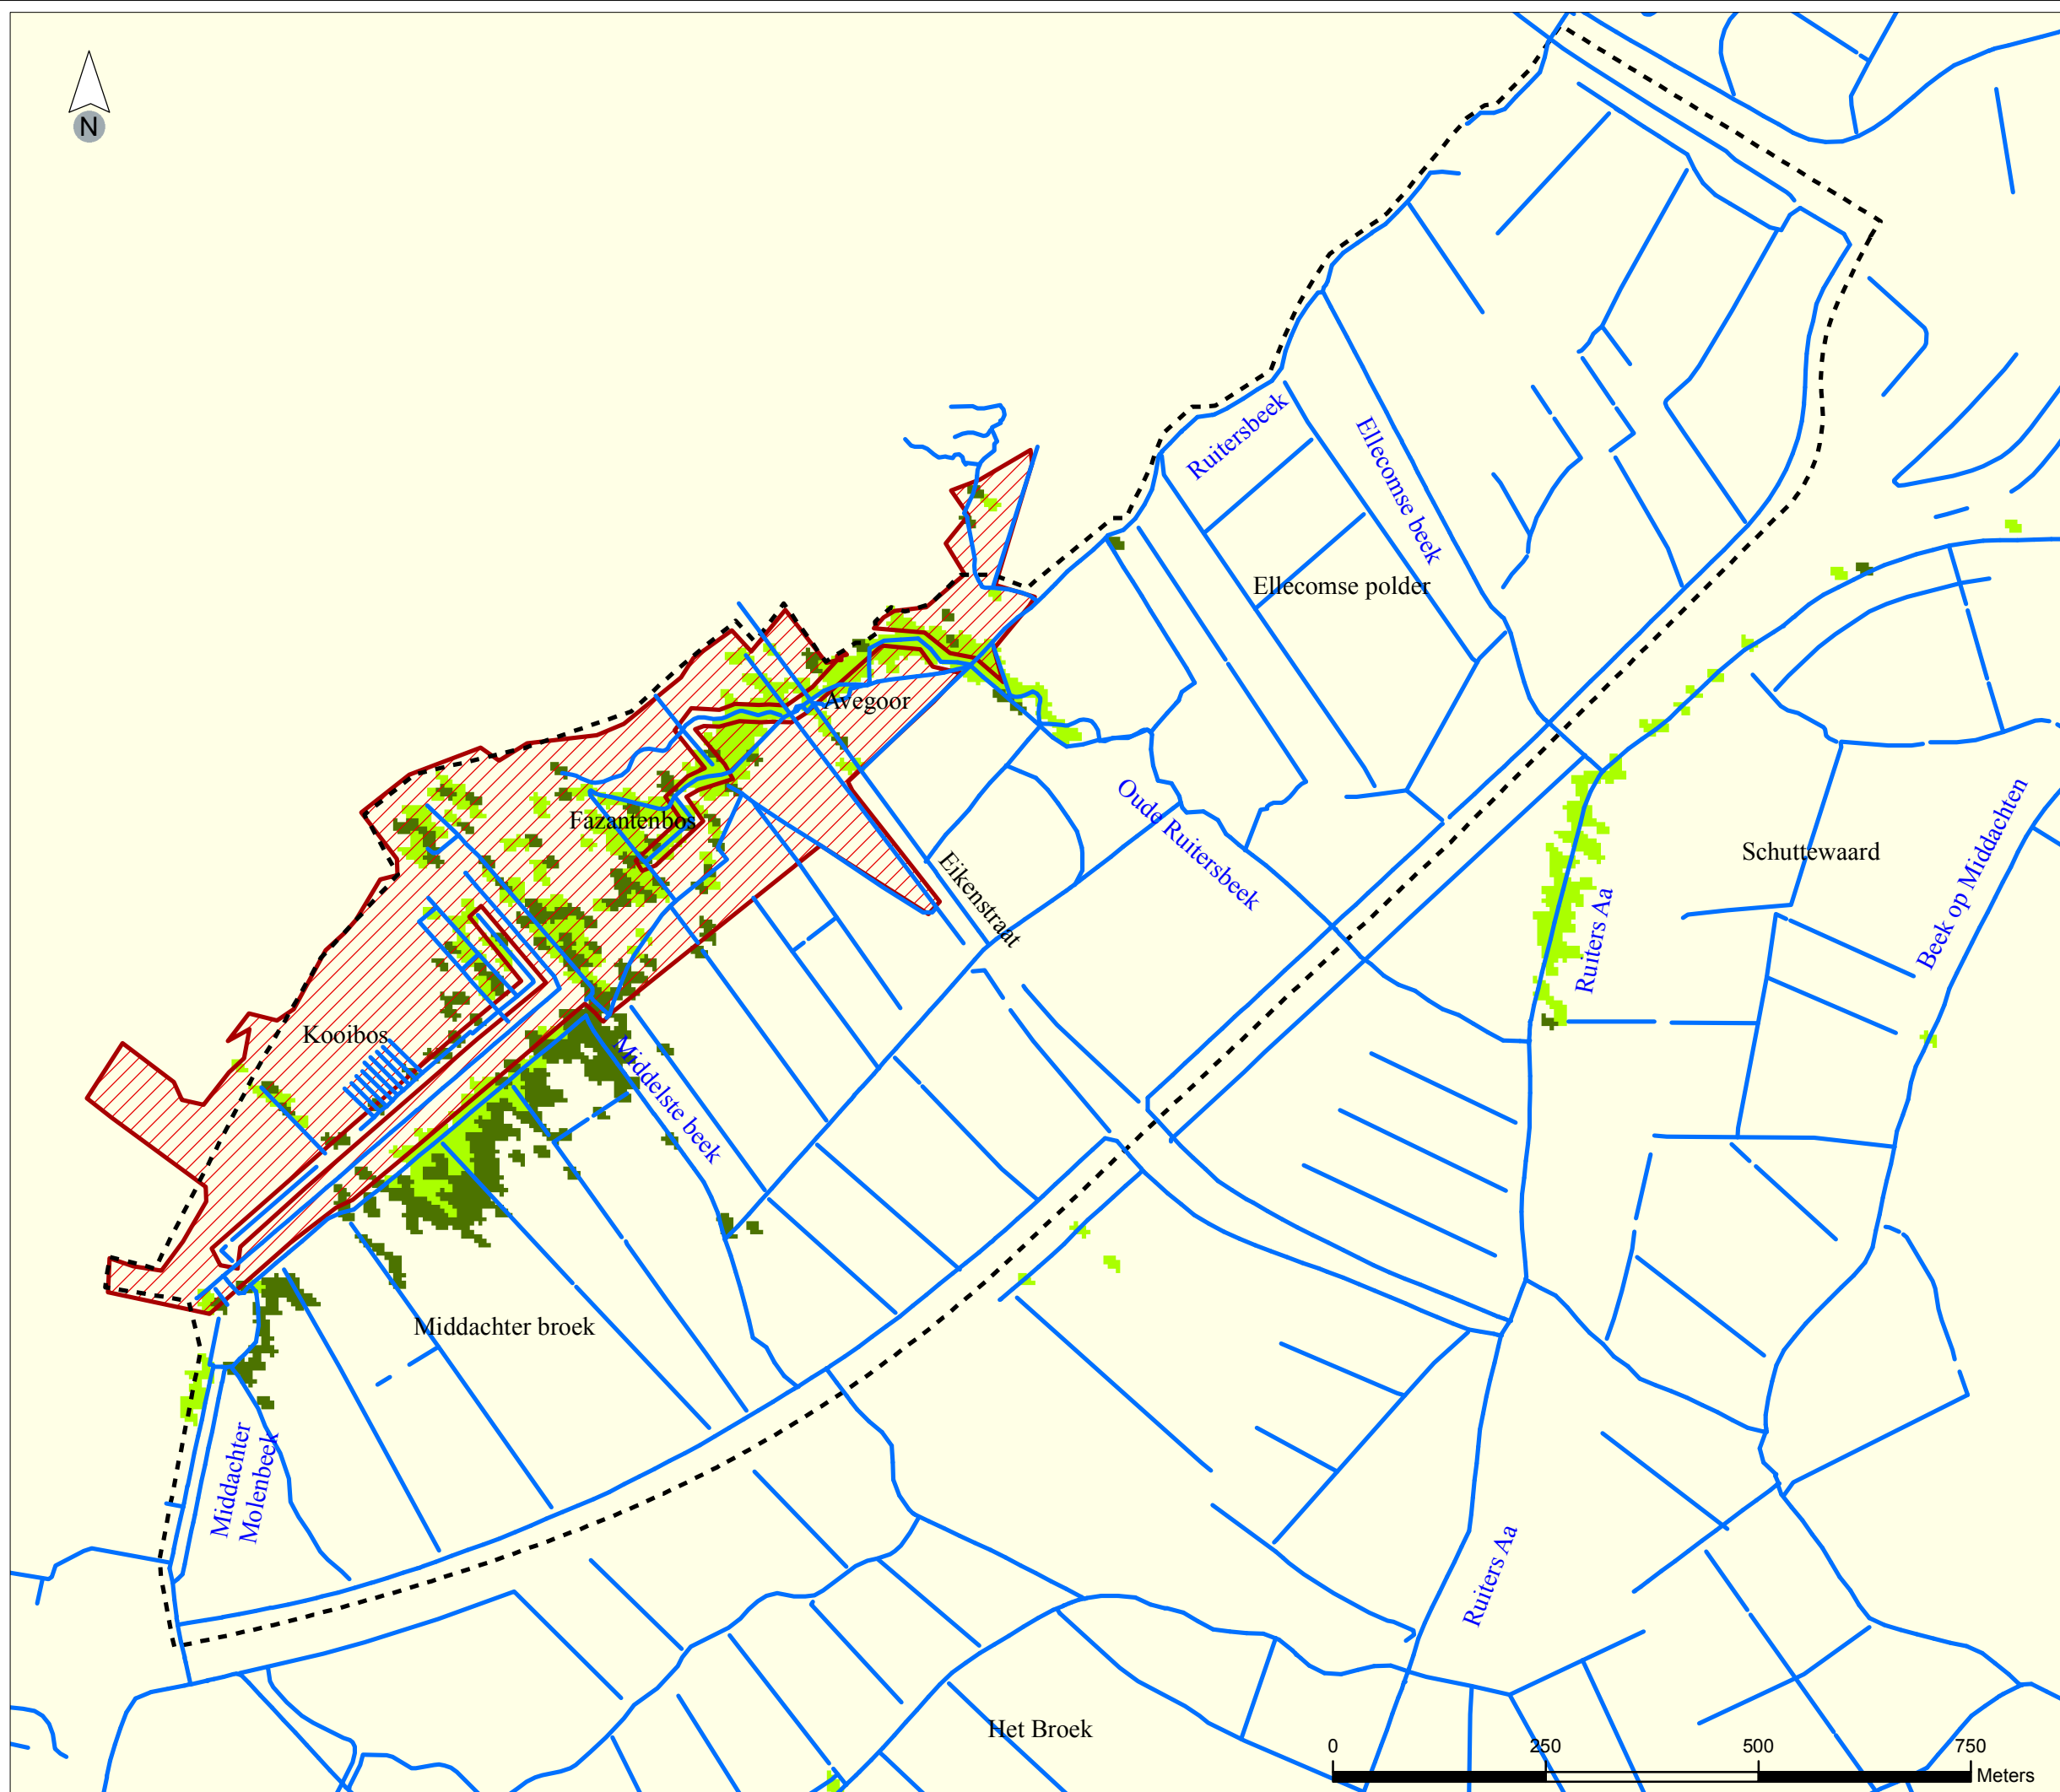 N
Ruitersbeek
Ellecomse beek
Ellecomse polder
Avegoor
Fazantenbos
Oude Ruitersbeek
Eikenstraat
Schuttewaard
Beek op Middachten
Ruiters Aa
Kooibos
Middelste beek
Middachter broek
Middachter
Molenbeek
Ruiters Aa
Het Broek
0 250 500 750
Meters